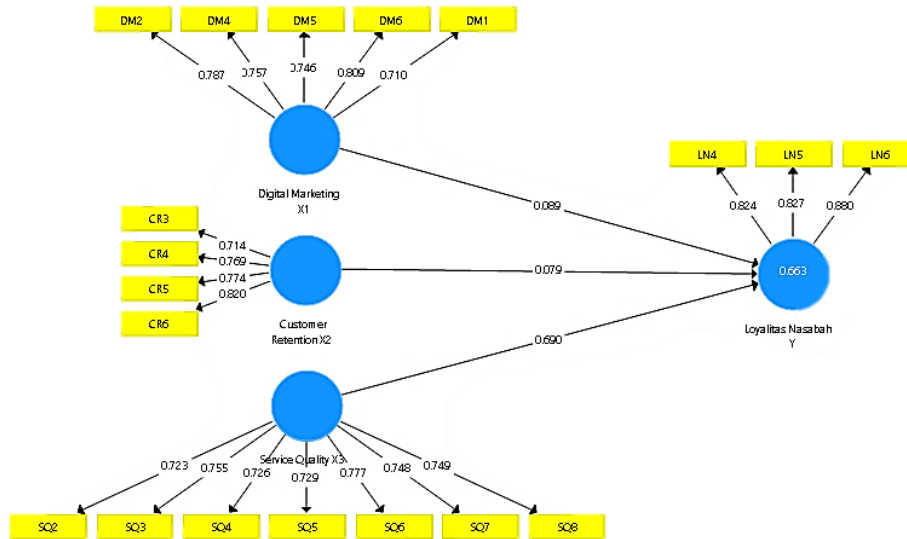 DM2 DM4 DM5 DM6 DM1
0.787 0.757 0.746 0.809 0.710
Digital Marketing
X1
LN4 LN5 LN6
0.824 0.827 0.880
0.663
Loyalitas Nasabah
Y
0.089
CR3
CR4
CR5
CR6
0.714
0.769
0.774
0.820
Customer
Retention X2
0.079
0.690
Service Quality X3
0.723 0.755 0.726 0.729 0.777 0.748 0.749
SQ2 SQ3 SQ4 SQ5 SQ6 SQ7 SQ8